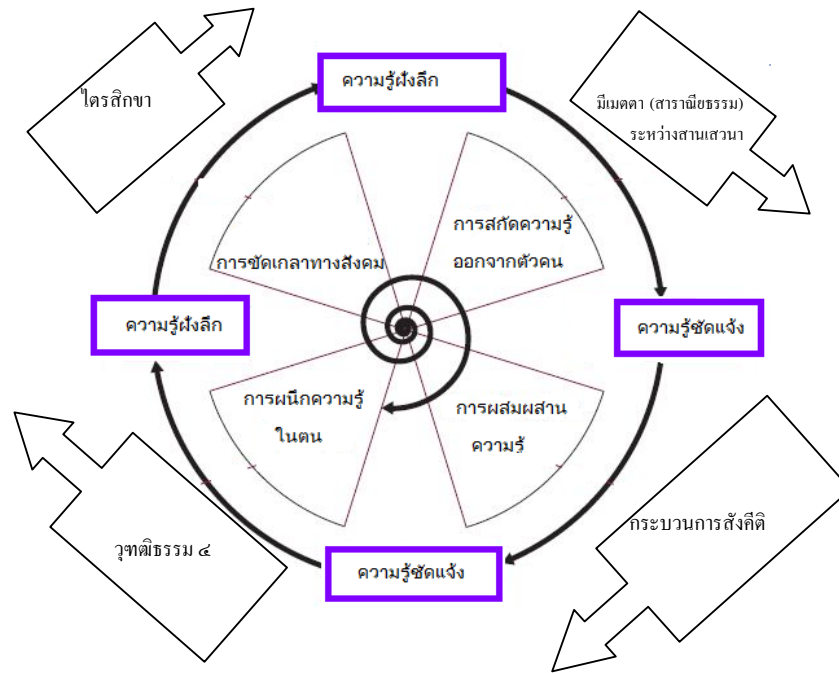 ความรู้ฝังลึก
ไตรสิกขา
มีเมตตา (สาราณียธรรม)
ระหว่างสานเสวนา
การสกัดความรู้
ออกจากตัวคน
การขัดเกลาทางสังคม
ความรู้ฝังลึก
ความรู้ชัดแจ้ง
การผนึกความรู้
ในตน
การผสมผสาน
ความรู้
กระบวนการสังคีติ
วุฑฒิธรรม ๔
ความรู้ชัดแจ้ง